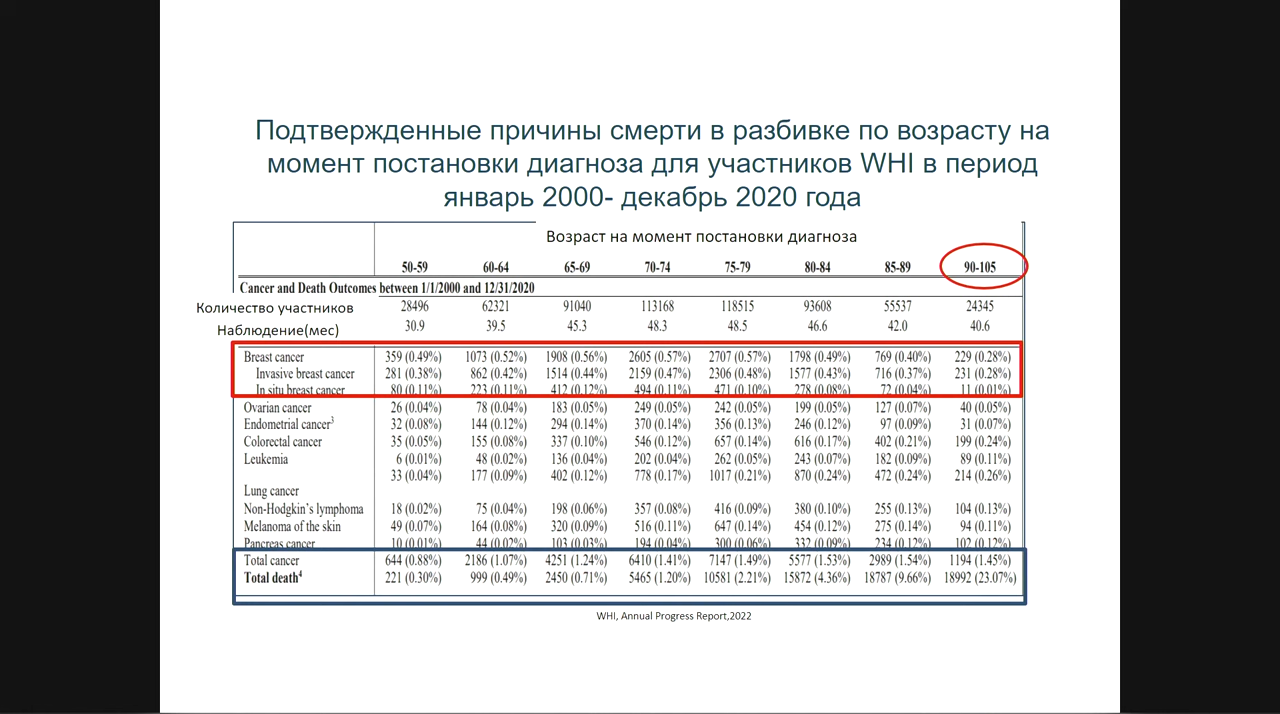 Подтвержденные причины смерти в разбивке по возрасту на
момент постановки диагноза для участников WHI в период
январь 2000- декабрь 2020 года
Возраст на момент постановки диагноза
50-59 60-64 65-69 70-74 75-79 80-84 85-89 90-105
Cancer and Death Outcomes between 1/1/2000 and 12/31/2020
Количество участников 28496 62321 91040 113168 118515 93608 55537 24345
Наблюдение(мес) 30.9 39.5 45.3 48.3 48.5 46.6 42.0 40.6
Breast cancer 359 (0.49%) 1073 (0.52%) 1908 (0.56%) 2605 (0.57%) 2707 (0.57%) 1798 (0.49%) 769 (0.40%) 229 (0.28%)
Invasive breast cancer 281 (0.38%) 862 (0.42%) 1514 (0.44%) 2159 (0.47%) 2306 (0.48%) 1577 (0.43%) 716 (0.37%) 231 (0.28%)
In situ breast cancer 80 (0.11%) 223 (0.11%) 412 (0.12%) 494 (0.11%) 471 (0.10%) 278 (0.08%) 72 (0.04%) 11 (0.01%)
Ovarian cancer 26 (0.04%) 78 (0.04%) 183 (0.05%) 249 (0.05%) 242 (0.05%) 199 (0.05%) 127 (0.07%) 40 (0.05%)
Endometrial cancer³ 32 (0.08%) 144 (0.12%) 294 (0.14%) 370 (0.14%) 356 (0.13%) 246 (0.12%) 97 (0.09%) 31 (0.07%)
Colorectal cancer 35 (0.05%) 155 (0.08%) 337 (0.10%) 546 (0.12%) 657 (0.14%) 616 (0.17%) 402 (0.21%) 199 (0.24%)
Leukemia 6 (0.01%) 48 (0.02%) 136 (0.04%) 202 (0.04%) 262 (0.05%) 243 (0.07%) 182 (0.09%) 89 (0.11%)
33 (0.04%) 177 (0.09%) 402 (0.12%) 778 (0.17%) 1017 (0.21%) 870 (0.24%) 472 (0.24%) 214 (0.26%)
Lung cancer
Non-Hodgkin's lymphoma 18 (0.02%) 75 (0.04%) 198 (0.06%) 357 (0.08%) 416 (0.09%) 380 (0.10%) 255 (0.13%) 104 (0.13%)
Melanoma of the skin 49 (0.07%) 164 (0.08%) 320 (0.09%) 516 (0.11%) 647 (0.14%) 454 (0.12%) 275 (0.14%) 94 (0.11%)
Pancreas cancer 10 (0.01%) 44 (0.02%) 103 (0.03%) 194 (0.04%) 300 (0.06%) 332 (0.09%) 234 (0.12%) 102 (0.12%)
Total cancer 644 (0.88%) 2186 (1.07%) 4251 (1.24%) 6410 (1.41%) 7147 (1.49%) 5577 (1.53%) 2989 (1.54%) 1194 (1.45%)
Total death⁴ 221 (0.30%) 999 (0.49%) 2450 (0.71%) 5465 (1.20%) 10581 (2.21%) 15872 (4.36%) 18787 (9.66%) 18992 (23.07%)
WHI, Annual Progress Report,2022